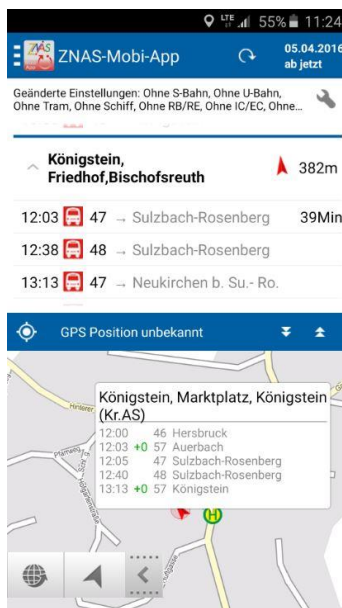 LTE 55% 11:24
ZNAS
ZNAS-Mobi-App
05.04.2016
ab jetzt
Geänderte Einstellungen: Ohne S-Bahn, Ohne U-Bahn,
Ohne Tram, Ohne Schiff, Ohne RB/RE, Ohne IC/EC, Ohne...
Königstein,
Friedhof,Bischofsreuth
382m
12:03 47 → Sulzbach-Rosenberg 39Min
12:38 48 → Sulzbach-Rosenberg
13:13 47 → Neukirchen b. Su.- Ro.
GPS Position unbekannt
Königstein, Marktplatz, Königstein
(Kr.AS)
12:00 46 Hersbruck
12:03 +0 57 Auerbach
12:05 47 Sulzbach-Rosenberg
12:40 48 Sulzbach-Rosenberg
13:13 +0 57 Königstein
H